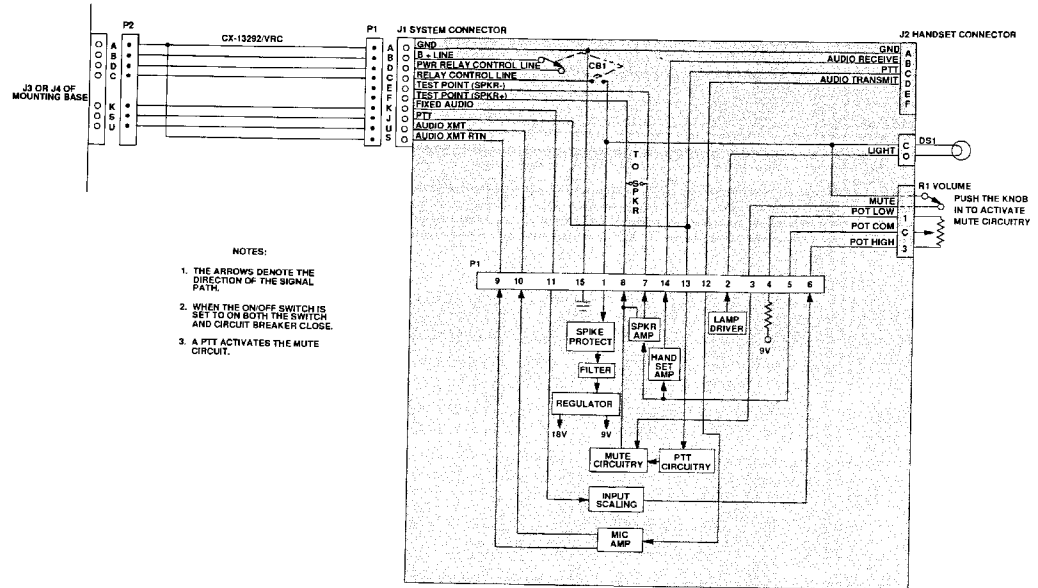 P2
CX-13292/VRC
P1
J1 SYSTEM CONNECTOR
J2 HANDSET CONNECTOR
A
B
D
C
K
S
U
J3 OR J4 OF
MOUNTING BASE
A
B
D
C
E
F
K
J
U
S
GND
B + LINE
PWR RELAY CONTROL LINE
RELAY CONTROL LINE
TEST POINT (SPKR-)
TEST POINT (SPKR+)
FIXED AUDIO
PTT
AUDIO XMT
AUDIO XMT RTN
CB1
GND
AUDIO RECEIVE
PTT
AUDIO TRANSMIT
A
B
C
D
E
F
TO SPKR
LIGHT
C
O
DS1
R1 VOLUME
PUSH THE KNOB
IN TO ACTIVATE
MUTE CIRCUITRY
MUTE
POT LOW
POT COM
POT HIGH
1
C
3
NOTES:
1. THE ARROWS DENOTE THE
DIRECTION OF THE SIGNAL
PATH.
2. WHEN THE ON/OFF SWITCH IS
SET TO ON BOTH THE SWITCH
AND CIRCUIT BREAKER CLOSE.
3. A PTT ACTIVATES THE MUTE
CIRCUIT.
P1
9 10 11 15 1 8 7 14 13 12 2 3 4 5 6
SPIKE
PROTECT
FILTER
REGULATOR
18V 9V
SPKR
AMP
HAND
SET
AMP
LAMP
DRIVER
9V
MUTE
CIRCUITRY
PTT
CIRCUITRY
INPUT
SCALING
MIC
AMP